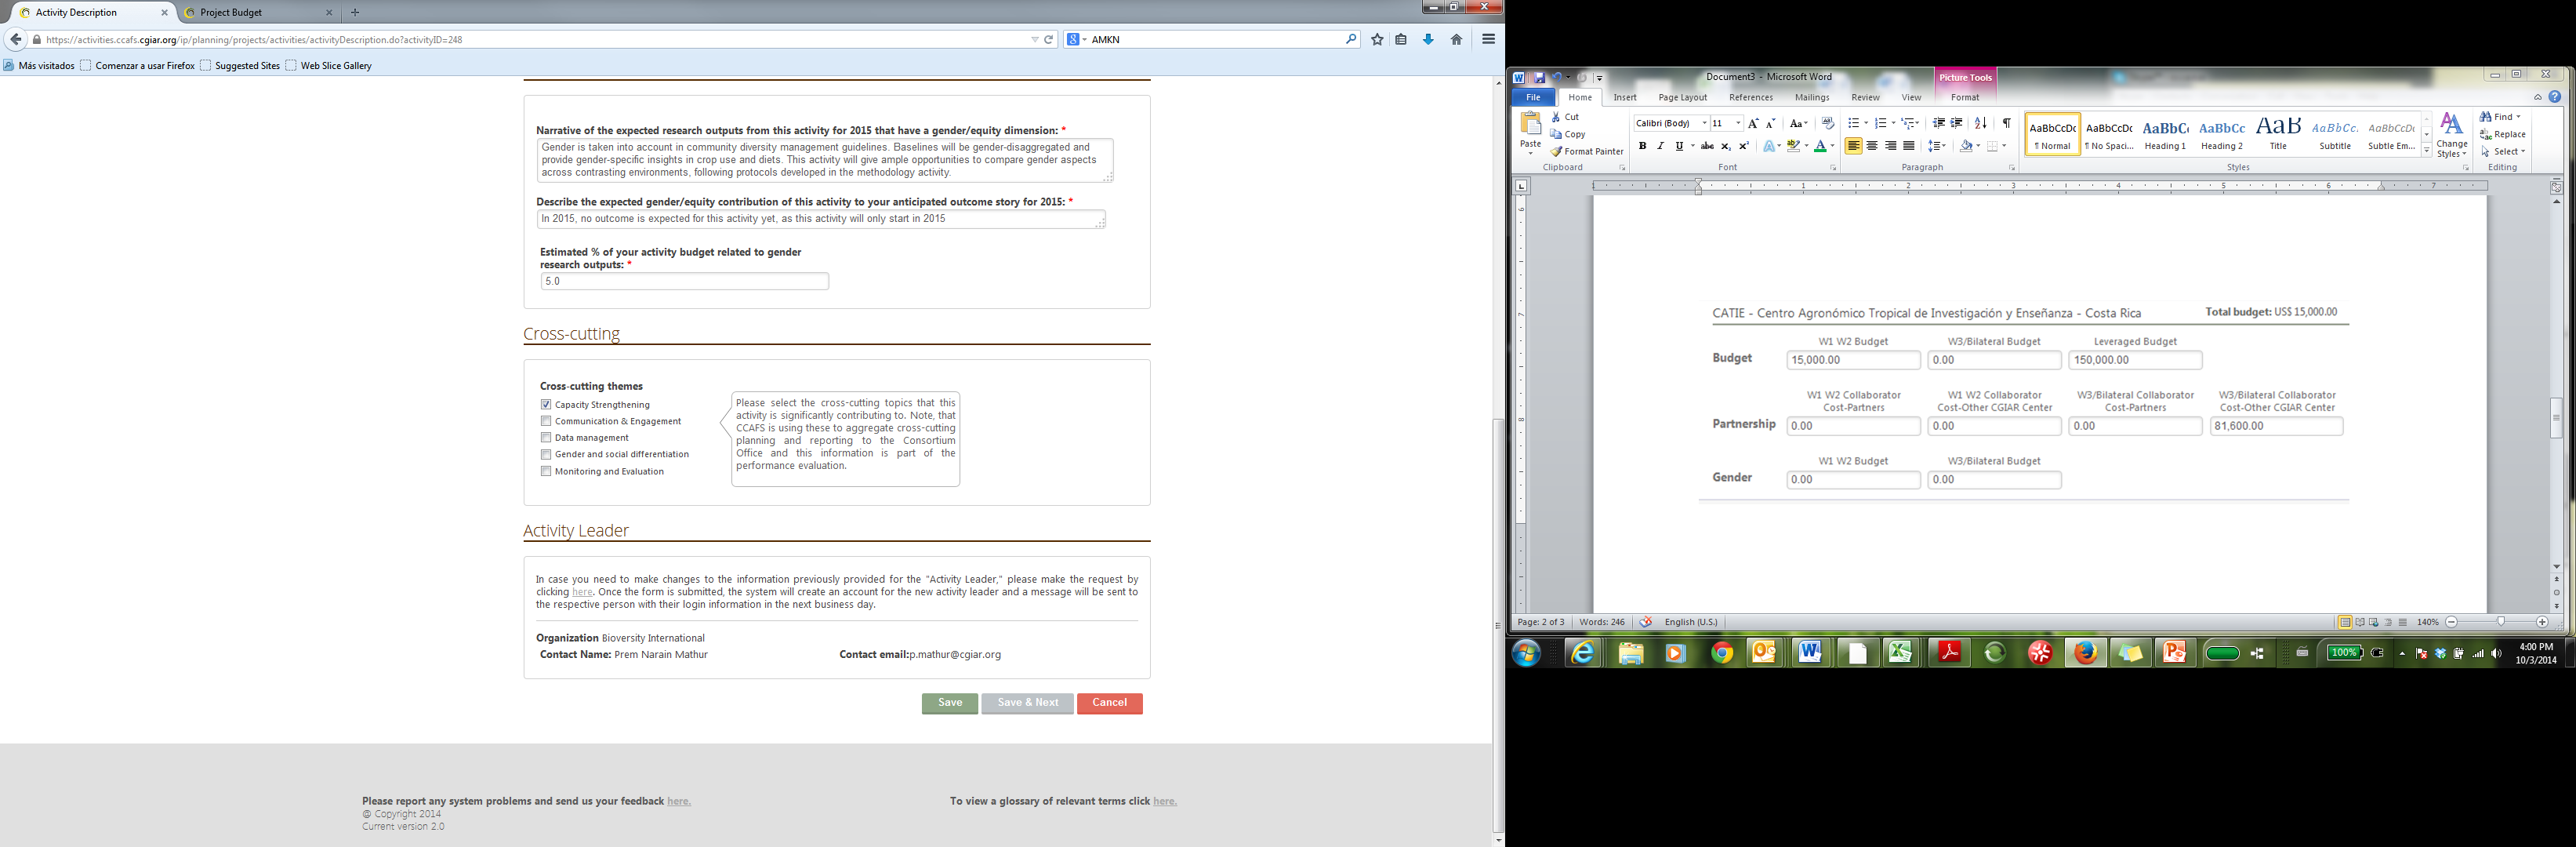 Activity Description
Project Budget
https://activities.ccafs.cgiar.org/ip/planning/projects/activities/activityDescription.do?activityID=248
AMKN
Más visitados
Comenzar a usar Firefox
Suggested Sites
Web Slice Gallery
Narrative of the expected research outputs from this activity for 2015 that have a gender/equity dimension: *
Gender is taken into account in community diversity management guidelines. Baselines will be gender-disaggregated and
provide gender-specific insights in crop use and diets. This activity will give ample opportunities to compare gender aspects
across contrasting environments, following protocols developed in the methodology activity.
Describe the expected gender/equity contribution of this activity to your anticipated outcome story for 2015: *
In 2015, no outcome is expected for this activity yet, as this activity will only start in 2015
Estimated % of your activity budget related to gender
research outputs: *
5.0
Cross-cutting
Cross-cutting themes
Capacity Strengthening
Communication & Engagement
Data management
Gender and social differentiation
Monitoring and Evaluation
Please select the cross-cutting topics that this
activity is significantly contributing to. Note, that
CCAFS is using these to aggregate cross-cutting
planning and reporting to the Consortium
Office and this information is part of the
performance evaluation.
Activity Leader
In case you need to make changes to the information previously provided for the "Activity Leader," please make the request by
clicking here. Once the form is submitted, the system will create an account for the new activity leader and a message will be sent to
the respective person with their login information in the next business day.
Organization Bioversity International
Contact Name: Prem Narain Mathur
Contact email:p.mathur@cgiar.org
Save
Save & Next
Cancel
Please report any system problems and send us your feedback here.
@ Copyright 2014
Current version 2.0
To view a glossary of relevant terms click here.
Document3 - Microsoft Word
Picture Tools
File Home Insert Page Layout References Mailings Review View Format
Paste
Cut
Copy
Format Painter
Clipboard
Calibri (Body) 11
Font
Paragraph
AaBbCcDc AaBbCcDc AaBbC AaBbCc AaB AaBbCc. AaBbCcDc
¶ Normal ¶ No Spaci... Heading 1 Heading 2 Title Subtitle Subtle Em...
Change
Styles
Styles
Find
Replace
Select
Editing
CATIE - Centro Agronómico Tropical de Investigación y Enseñanza - Costa Rica
Total budget: US$ 15,000.00
W1 W2 Budget W3/Bilateral Budget Leveraged Budget
Budget 15,000.00 0.00 150,000.00
W1 W2 Collaborator W1 W2 Collaborator W3/Bilateral Collaborator W3/Bilateral Collaborator
Cost-Partners Cost-Other CGIAR Center Cost-Partners Cost-Other CGIAR Center
Partnership 0.00 0.00 0.00 81,600.00
W1 W2 Budget W3/Bilateral Budget
Gender 0.00 0.00
Page: 2 of 3 Words: 246 English (U.S.) 140%
100%
4:00 PM
10/3/2014